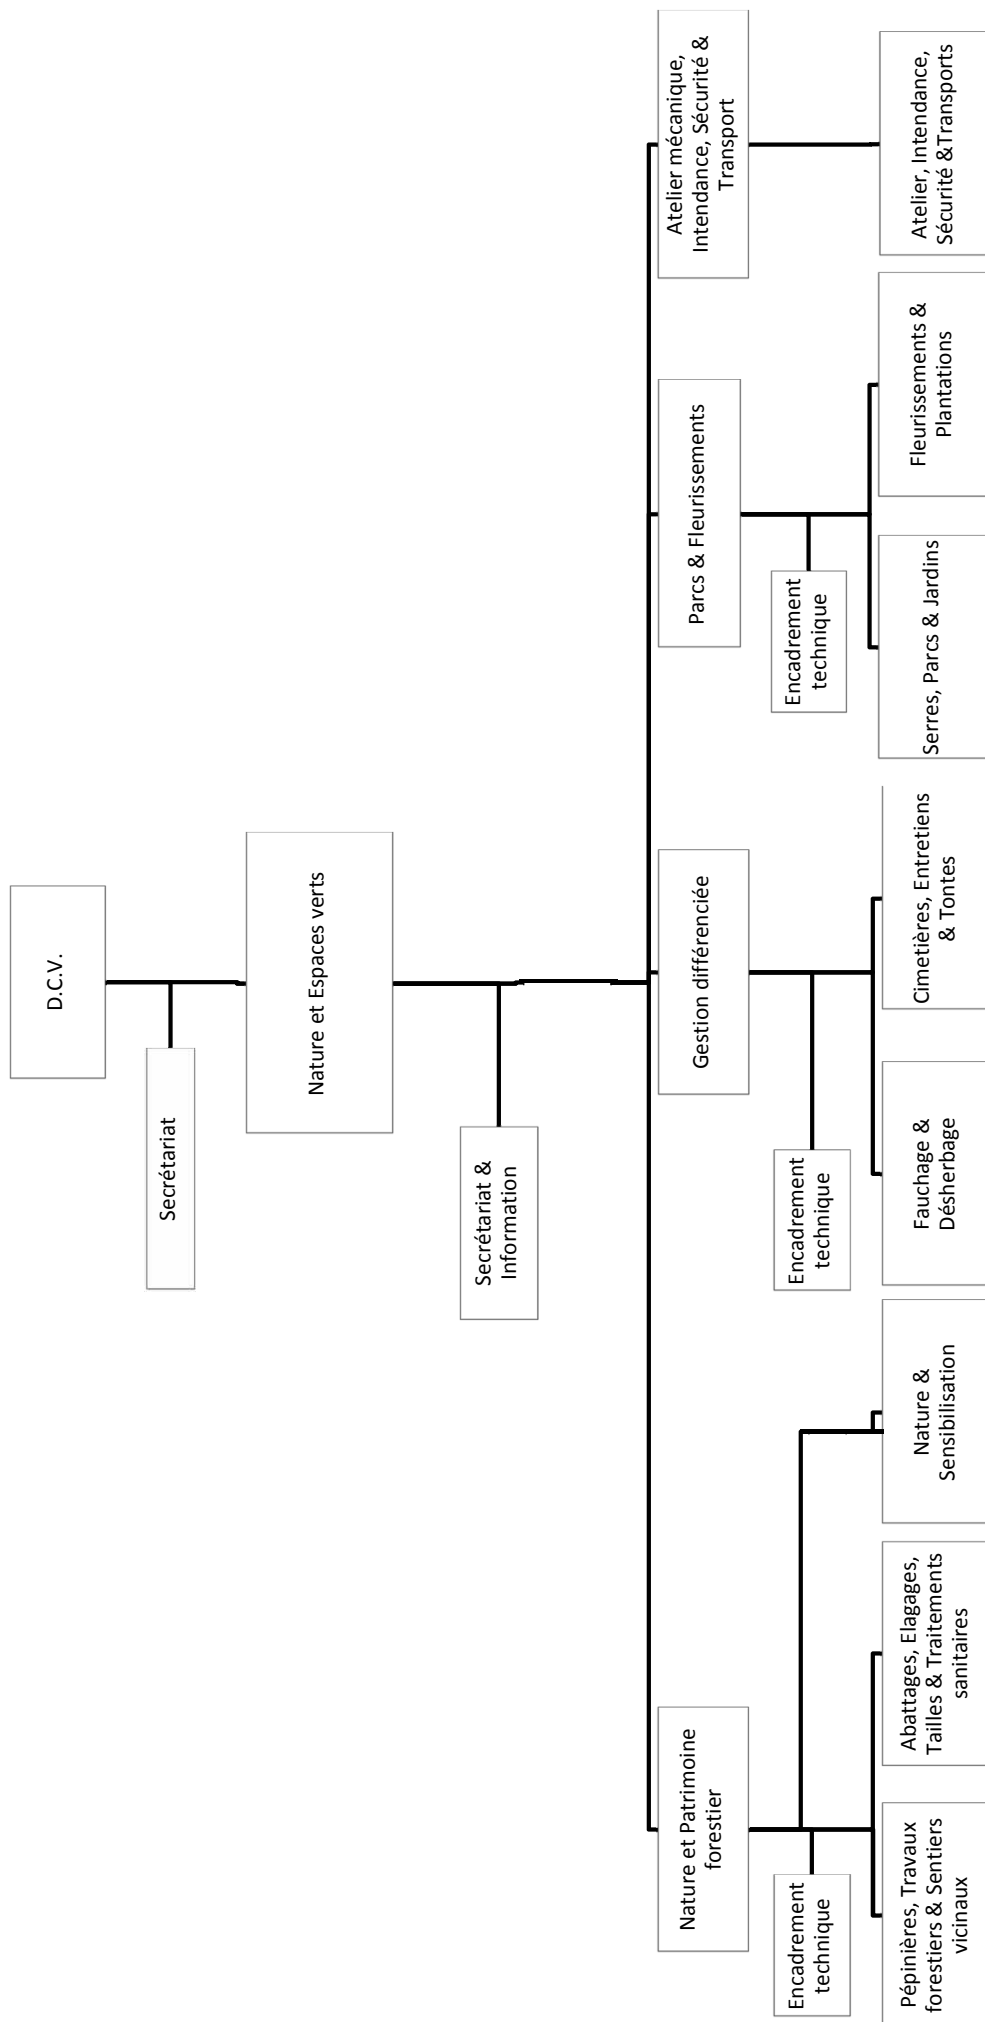 D.C.V.
Secrétariat
Nature et Espaces verts
Secrétariat &
Information
Nature et Patrimoine
forestier
Gestion différenciée
Parcs & Fleurissements
Atelier mécanique,
Intendance, Sécurité &
Transport
Encadrement
technique
Encadrement
technique
Encadrement
technique
Pépinières, Travaux
forestiers & Sentiers
vicinaux
Abattages, Elagages,
Tailles & Traitements
sanitaires
Nature &
Sensibilisation
Fauchage &
Désherbage
Cimetières, Entretiens
& Tontes
Serres, Parcs & Jardins
Fleurissements &
Plantations
Atelier, Intendance,
Sécurité &Transports